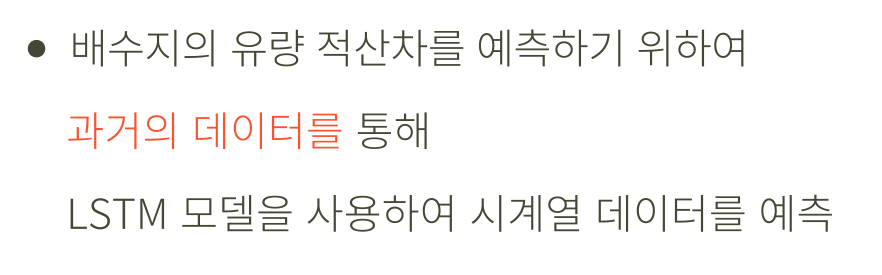 ● 배수지의 유량 적산차를 예측하기 위하여
과거의 데이터를 통해
LSTM 모델을 사용하여 시계열 데이터를 예측